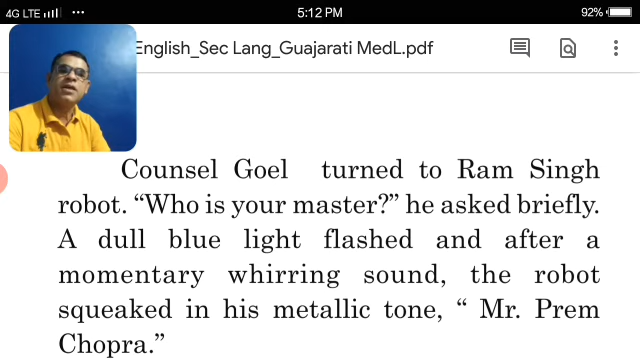 4G LTE 5:12 PM 92%
English_Sec Lang_Guajarati MedL.pdf
Counsel Goel turned to Ram Singh
robot. “Who is your master?” he asked briefly.
A dull blue light flashed and after a
momentary whirring sound, the robot
squeaked in his metallic tone, “ Mr. Prem
Chopra.”